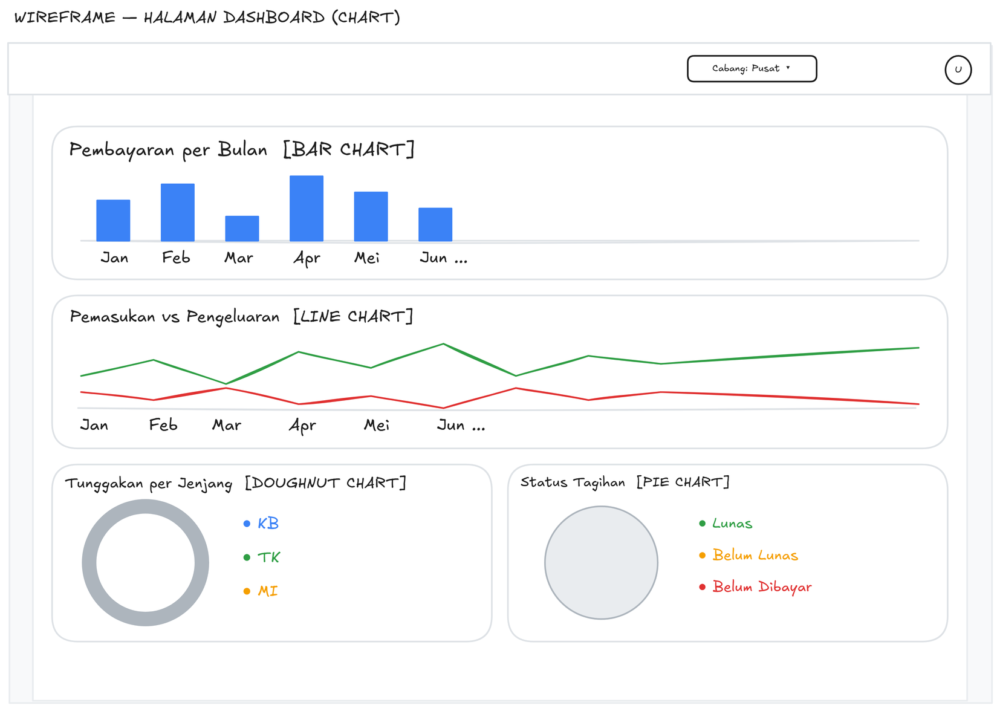 WIREFRAME — HALAMAN DASHBOARD (CHART)
Cabang: Pusat ▾
U
Pembayaran per Bulan [BAR CHART]
Jan Feb Mar Apr Mei Jun ...
Pemasukan vs Pengeluaran [LINE CHART]
Jan Feb Mar Apr Mei Jun ...
Tunggakan per Jenjang [DOUGHNUT CHART]
KB
TK
MI
Status Tagihan [PIE CHART]
Lunas
Belum Lunas
Belum Dibayar